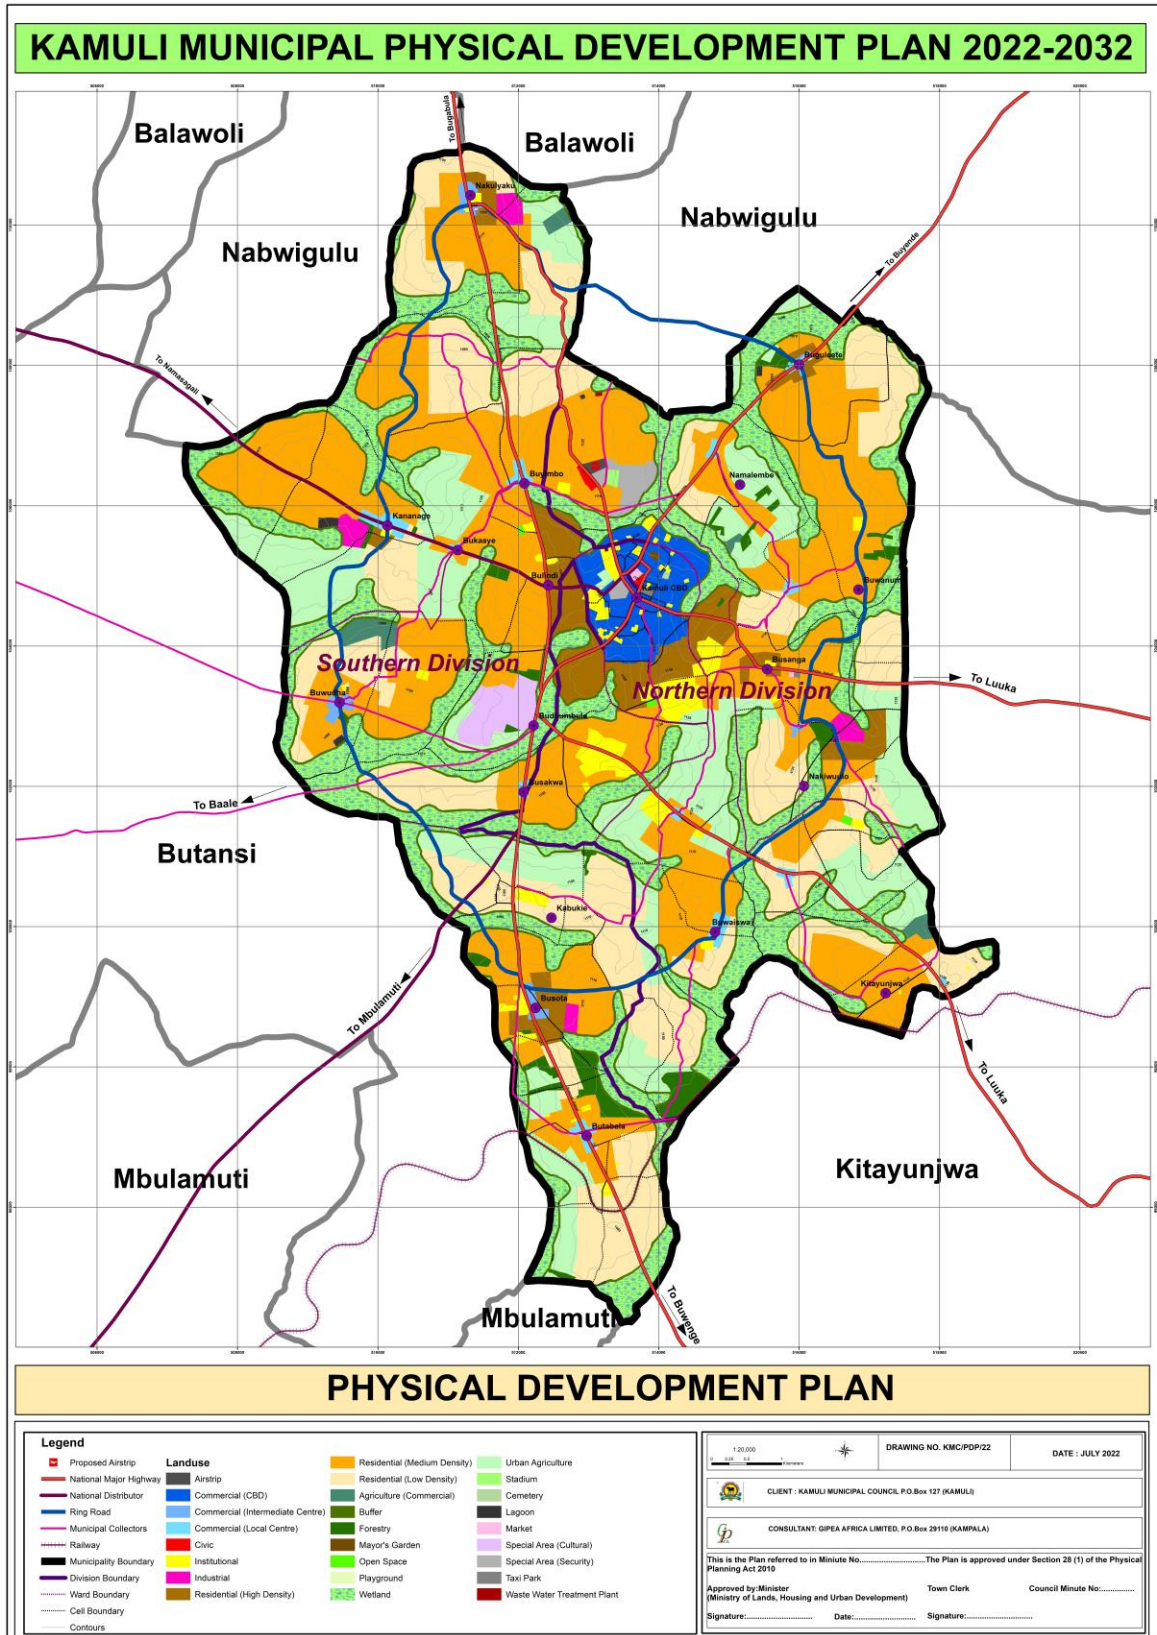 KAMULI MUNICIPAL PHYSICAL DEVELOPMENT PLAN 2022-2032
Balawoli
Balawoli
To Bugabula
Nakulyaku
Nabwigulu
Nabwigulu
To Buyende
To Namasagali
Buguleete
Buyimbo
Namalembe
Kananage
Bukaaye
Bulindi
Kamuli CBD
Southern Division
Northern Division
Busanga
To Luuka
Buwudha
Budhumbula
Nakiwulo
Busakwa
To Baale
Butansi
Kabukie
Buwaiswa
Kitayunjwa
Busota
To Mbulamuti
To Luuka
Butabala
Mbulamuti
Kitayunjwa
Mbulamuti
To Buwenge
PHYSICAL DEVELOPMENT PLAN
Legend
Proposed Airstrip
National Major Highway
National Distributor
Ring Road
Municipal Collectors
Railway
Municipality Boundary
Division Boundary
Ward Boundary
Cell Boundary
Contours
Landuse
Airstrip
Commercial (CBD)
Commercial (Intermediate Centre)
Commercial (Local Centre)
Civic
Institutional
Industrial
Residential (High Density)
Residential (Medium Density)
Residential (Low Density)
Agriculture (Commercial)
Buffer
Forestry
Mayor's Garden
Open Space
Playground
Wetland
Urban Agriculture
Stadium
Cemetery
Lagoon
Market
Special Area (Cultural)
Special Area (Security)
Taxi Park
Waste Water Treatment Plant
1:20,000
Kilometers
DRAWING NO. KMC/PDP/22
DATE : JULY 2022
CLIENT : KAMULI MUNICIPAL COUNCIL P.O.Box 127 (KAMULI)
CONSULTANT: GIPEA AFRICA LIMITED, P.O.Box 29110 (KAMPALA)
This is the Plan referred to in Miniute No..............................The Plan is approved under Section 28 (1) of the Physical
Planning Act 2010
Approved by:Minister Town Clerk Council Minute No:...............
(Ministry of Lands, Housing and Urban Development)
Signature:............................ Date:........................... Signature:.............................